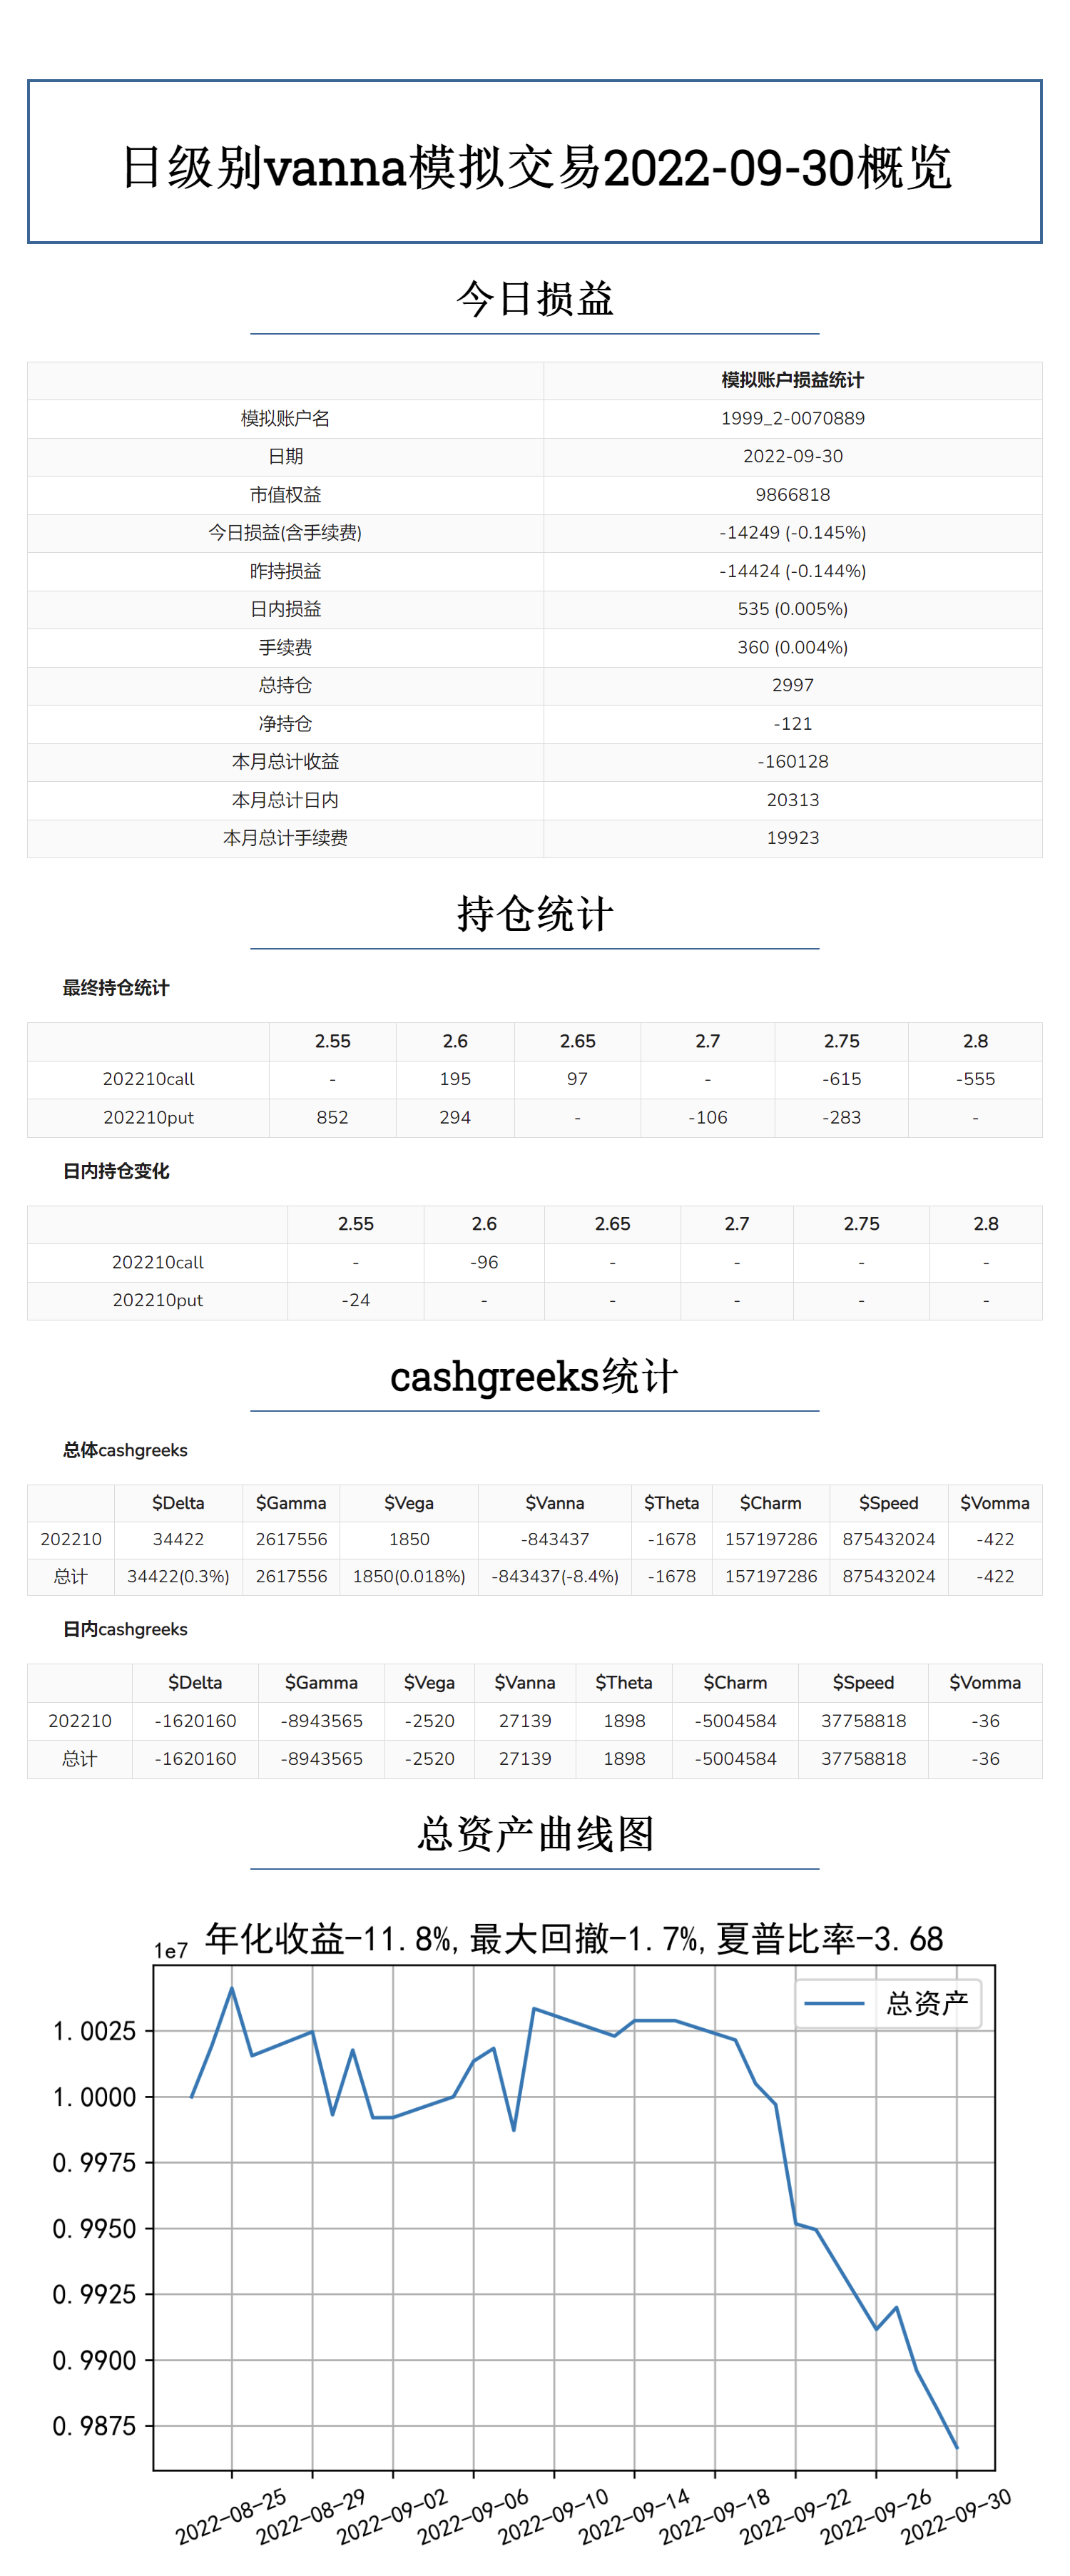 日级别vanna模拟交易2022-09-30概览
今日损益
模拟账户损益统计
模拟账户名 1999_2-0070889
日期 2022-09-30
市值权益 9866818
今日损益(含手续费) -14249 (-0.145%)
昨持损益 -14424 (-0.144%)
日内损益 535 (0.005%)
手续费 360 (0.004%)
总持仓 2997
净持仓 -121
本月总计收益 -160128
本月总计日内 20313
本月总计手续费 19923
持仓统计
最终持仓统计
2.55 2.6 2.65 2.7 2.75 2.8
202210call - 195 97 - -615 -555
202210put 852 294 - -106 -283 -
日内持仓变化
2.55 2.6 2.65 2.7 2.75 2.8
202210call - -96 - - - -
202210put -24 - - - - -
cashgreeks统计
总体cashgreeks
$Delta $Gamma $Vega $Vanna $Theta $Charm $Speed $Vomma
202210 34422 2617556 1850 -843437 -1678 157197286 875432024 -422
总计 34422(0.3%) 2617556 1850(0.018%) -843437(-8.4%) -1678 157197286 875432024 -422
日内cashgreeks
$Delta $Gamma $Vega $Vanna $Theta $Charm $Speed $Vomma
202210 -1620160 -8943565 -2520 27139 1898 -5004584 37758818 -36
总计 -1620160 -8943565 -2520 27139 1898 -5004584 37758818 -36
总资产曲线图
年化收益-11.8%,最大回撤-1.7%,夏普比率-3.68
1e7
总资产
1.0025
1.0000
0.9975
0.9950
0.9925
0.9900
0.9875
2022-08-25 2022-08-29 2022-09-02 2022-09-06 2022-09-10 2022-09-14 2022-09-18 2022-09-22 2022-09-26 2022-09-30